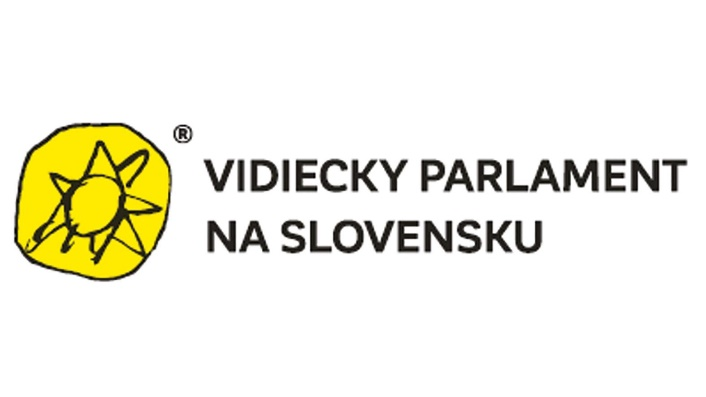 ®
VIDIECKY PARLAMENT
NA SLOVENSKU